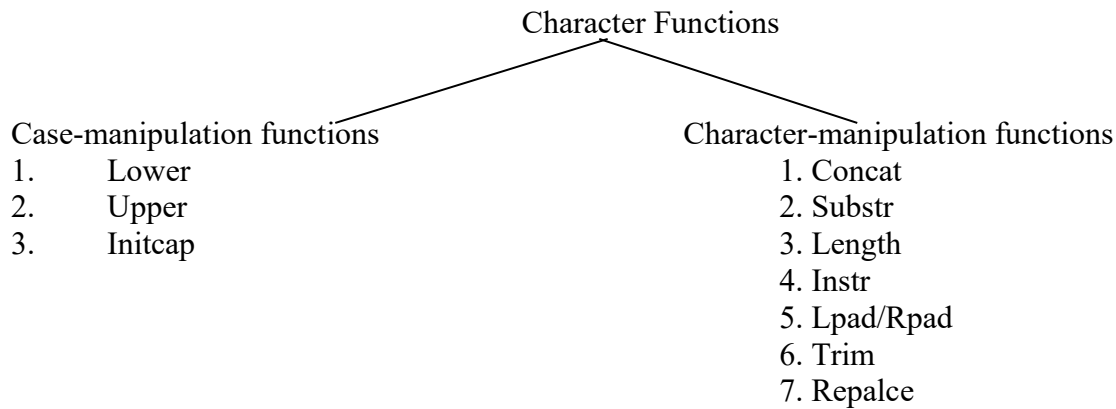 Character Functions
Case-manipulation functions
1. Lower
2. Upper
3. Initcap
Character-manipulation functions
1. Concat
2. Substr
3. Length
4. Instr
5. Lpad/Rpad
6. Trim
7. Repalce